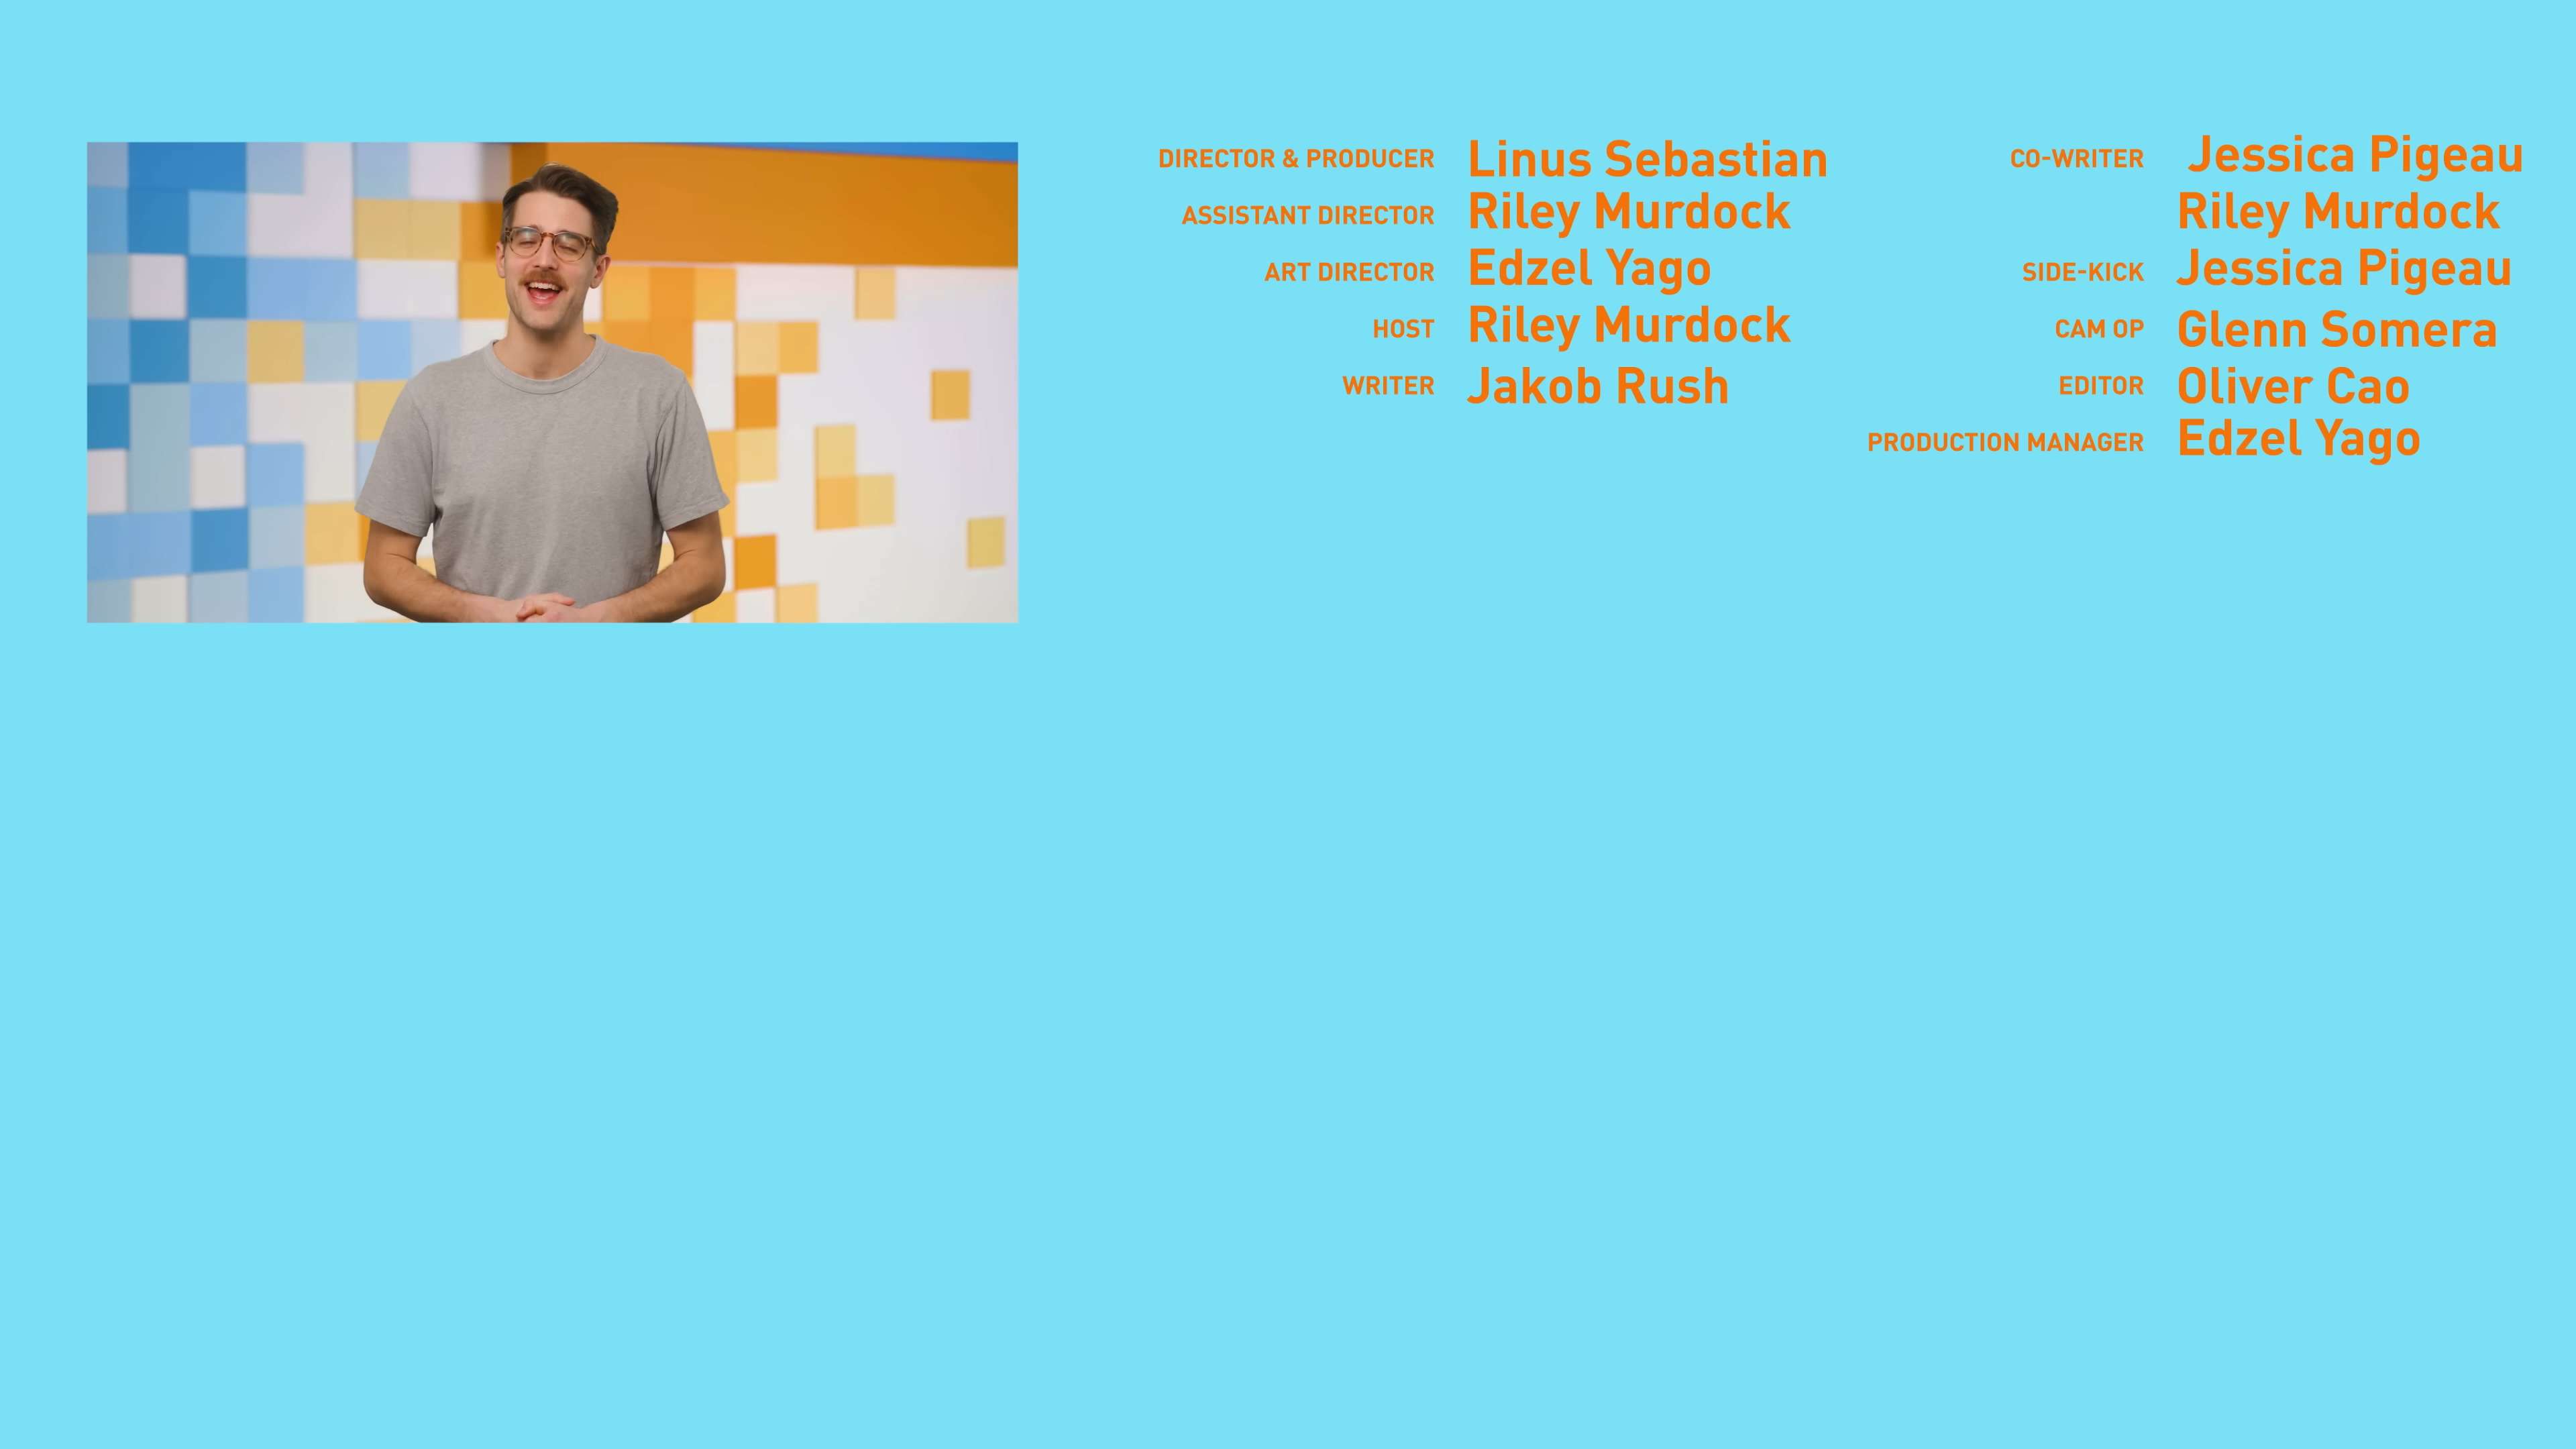 DIRECTOR & PRODUCER Linus Sebastian
ASSISTANT DIRECTOR Riley Murdock
ART DIRECTOR Edzel Yago
HOST Riley Murdock
WRITER Jakob Rush
CO-WRITER Jessica Pigeau
Riley Murdock
SIDE-KICK Jessica Pigeau
CAM OP Glenn Somera
EDITOR Oliver Cao
PRODUCTION MANAGER Edzel Yago